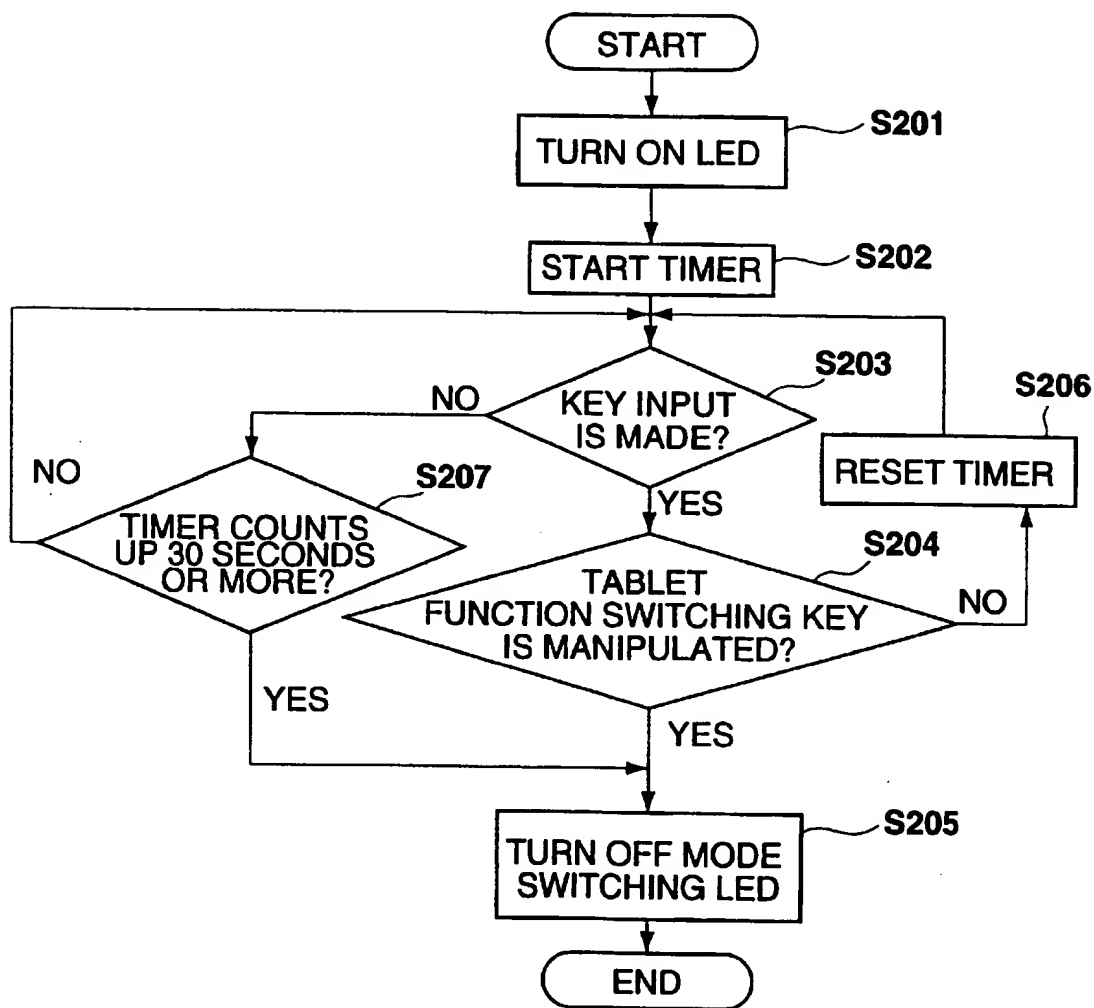 START
S201
TURN ON LED
S202
START TIMER
S203
NO
KEY INPUT
IS MADE?
S206
RESET TIMER
NO
S207
YES
TIMER COUNTS
UP 30 SECONDS
OR MORE?
S204
TABLET
FUNCTION SWITCHING KEY
IS MANIPULATED?
NO
YES
YES
S205
TURN OFF MODE
SWITCHING LED
END